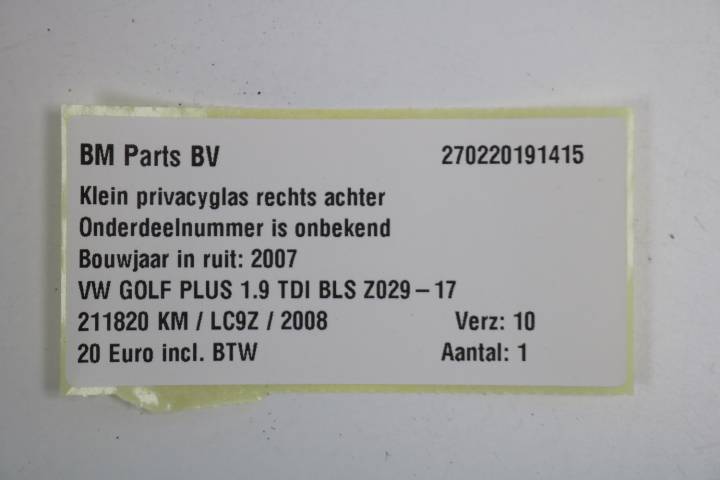 BM Parts BV 270220191415
Klein privacyglas rechts achter
Onderdeelnummer is onbekend
Bouwjaar in ruit: 2007
VW GOLF PLUS 1.9 TDI BLS Z029-17
211820 KM / LC9Z / 2008 Verz: 10
20 Euro incl. BTW Aantal: 1